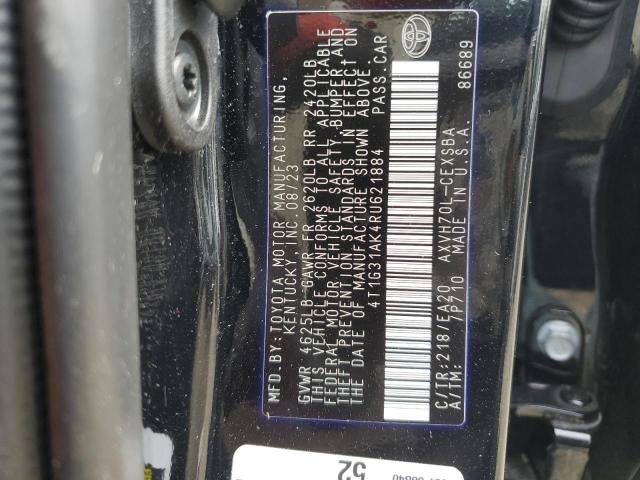 MFD.BY:TOYOTA MOTOR MANUFACTURING,
KENTUCKY, INC. 08/23
GVWR 4625LB GAWR FR 2620LB RR 2420LB
THIS VEHICLE CONFORMS TO ALL APPLICABLE
FEDERAL MOTOR VEHICLE SAFETY, BUMPER, AND
THEFT PREVENTION STANDARDS IN EFFECT ON
THE DATE OF MANUFACTURE SHOWN ABOVE.
4T1G31AK4RU621884 PASS.CAR
C/TR:218/EA20 AXVH70L-CEXSBA
A/TM: /P710 MADE IN U.S.A.
86689
52